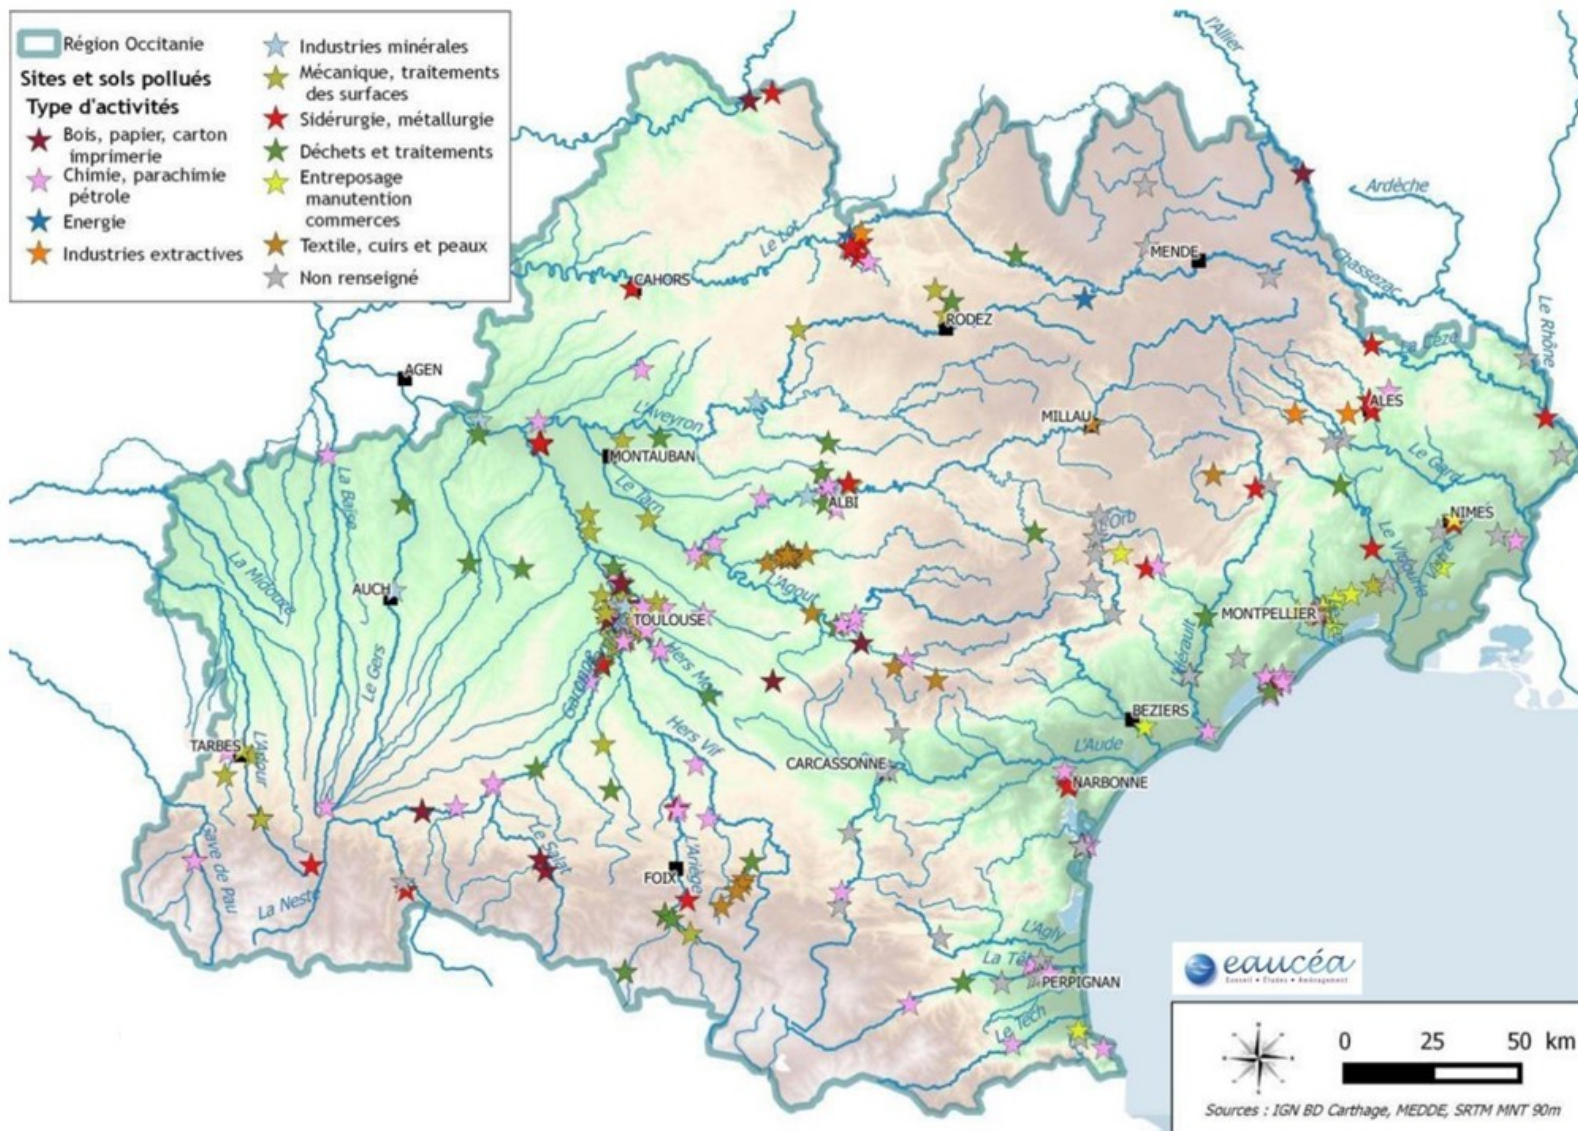 Région Occitanie
Sites et sols pollués
Type d'activités
Bois, papier, carton
imprimerie
Chimie, parachimie
pétrole
Energie
Industries extractives
Industries minérales
Mécanique, traitements
des surfaces
Sidérurgie, métallurgie
Déchets et traitements
Entreposage
manutention
commerces
Textile, cuirs et peaux
Non renseigné
l'Allier
Ardèche
Le Lot
MENDE
Chassezac
CAHORS
Le Rhône
RODEZ
La Cèze
AGEN
ALES
L'Aveyron
MILLAU
MONTAUBAN
Le Gard
La Baïse
Le Tarn
ALBI
NIMES
L'Orb
La Midouze
Le Vidourle
Vistre
AUCH
L'Agout
TOULOUSE
MONTPELLIER
Le Gers
Hers Mort
L'Hérault
Garonne
BEZIERS
TARBES
L'Adour
Hers Vif
L'Aude
CARCASSONNE
NARBONNE
Gave de Pau
Le Salat
L'Ariège
FOIX
La Neste
L'Agly
La Têt
PERPIGNAN
Le Tech
eaucéa
Conseil • Etudes • Aménagement
0 25 50 km
Sources : IGN BD Carthage, MEDDE, SRTM MNT 90m